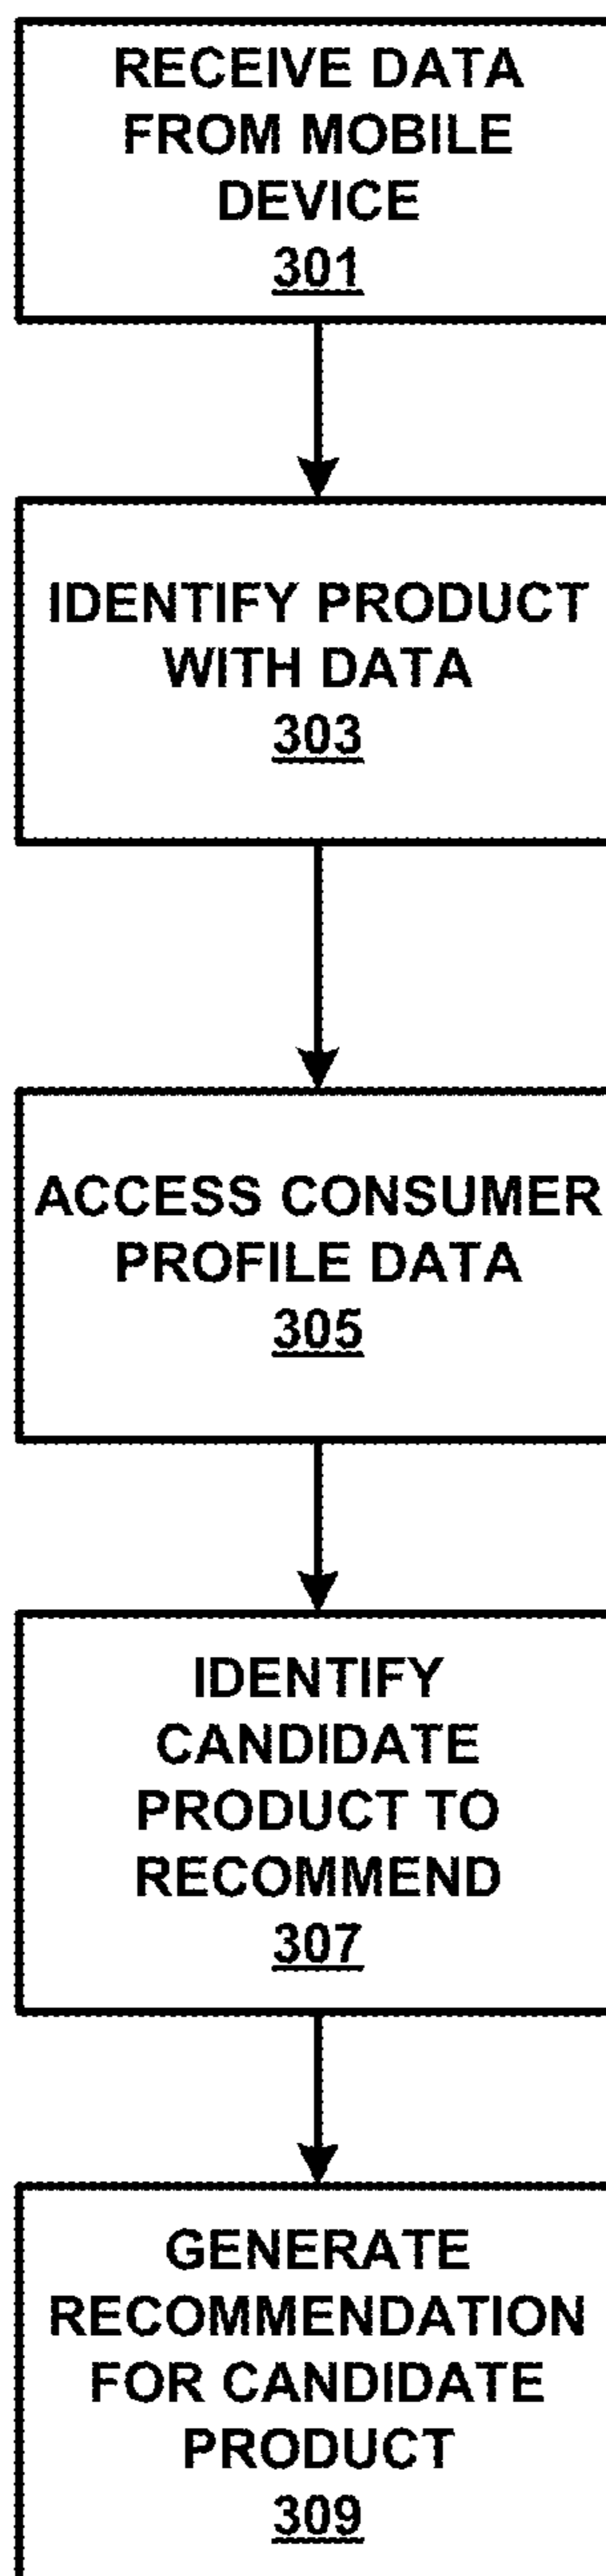 RECEIVE DATA
FROM MOBILE
DEVICE
301
IDENTIFY PRODUCT
WITH DATA
303
ACCESS CONSUMER
PROFILE DATA
305
IDENTIFY
CANDIDATE
PRODUCT TO
RECOMMEND
307
GENERATE
RECOMMENDATION
FOR CANDIDATE
PRODUCT
309